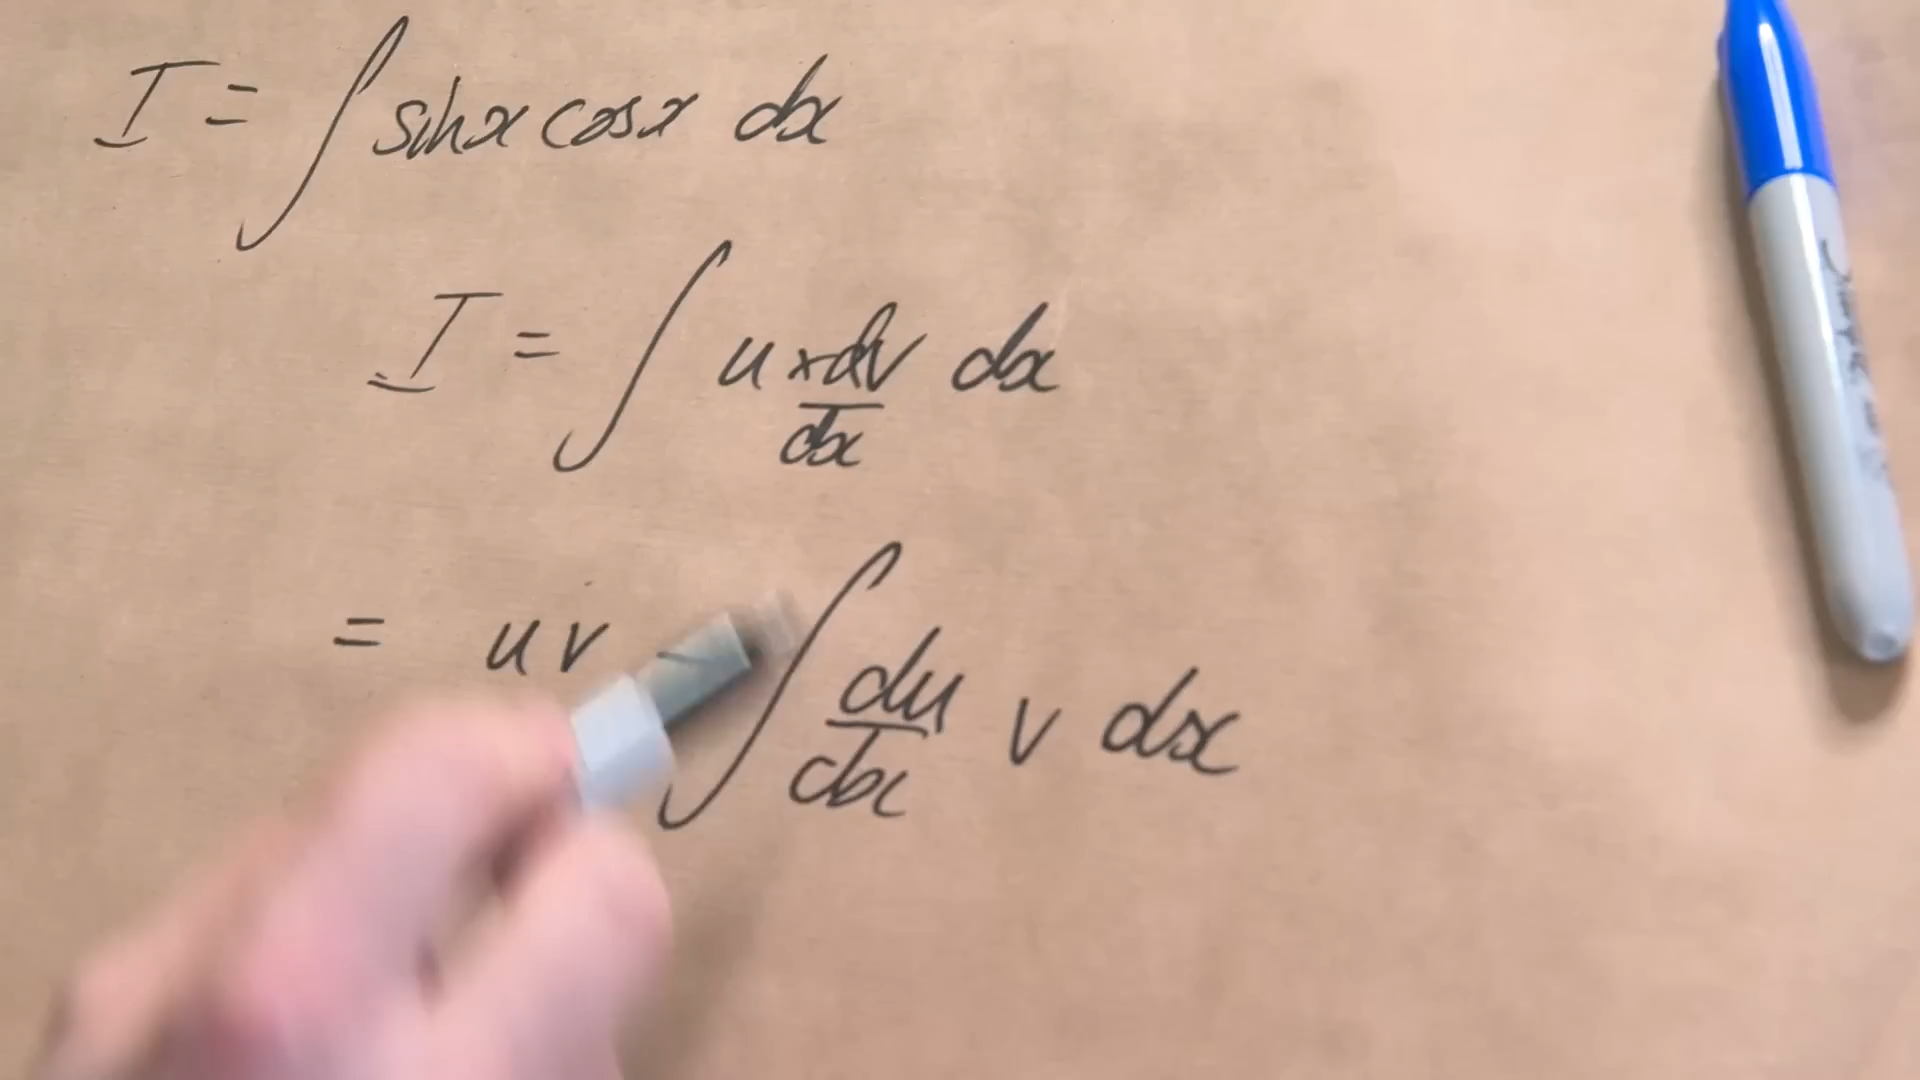 I = ∫ sinx cosx dx
I = ∫ u x dv/dx dx
= uv - ∫ du/dx v dx